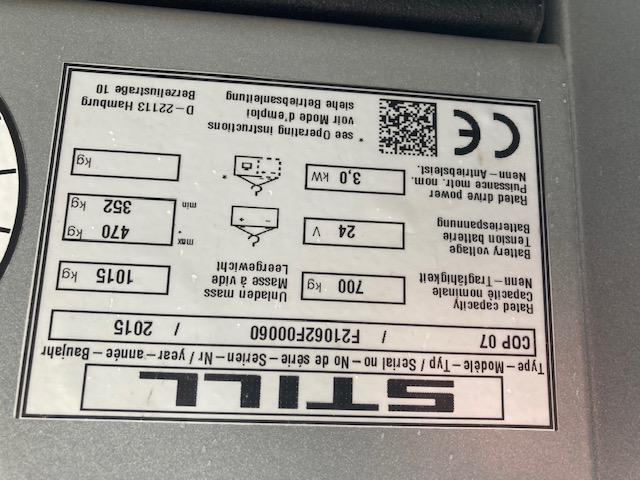 STILL
Type – Modèle – Typ / Serial no – No de série – Serien – Nr / year – année – Baujahr
COP 07 / F21062F00060 / 2015
Rated capacity
Capacité nominale
Nenn – Tragfähigkeit
700 kg
Unladen mass
Masse à vide
Leergewicht
1015 kg
Battery voltage
Tension batterie
Batteriespannung
24 V
- +
max* 470 kg
min 352 kg
Rated drive power
Puissance motr. nom.
Nenn – Antriebsleist.
3,0 kW
*
kg
CE
* see Operating instructions
voir Mode d'emploi
siehe Betriebsanleitung
Berzeliustraße 10
D – 22113 Hamburg